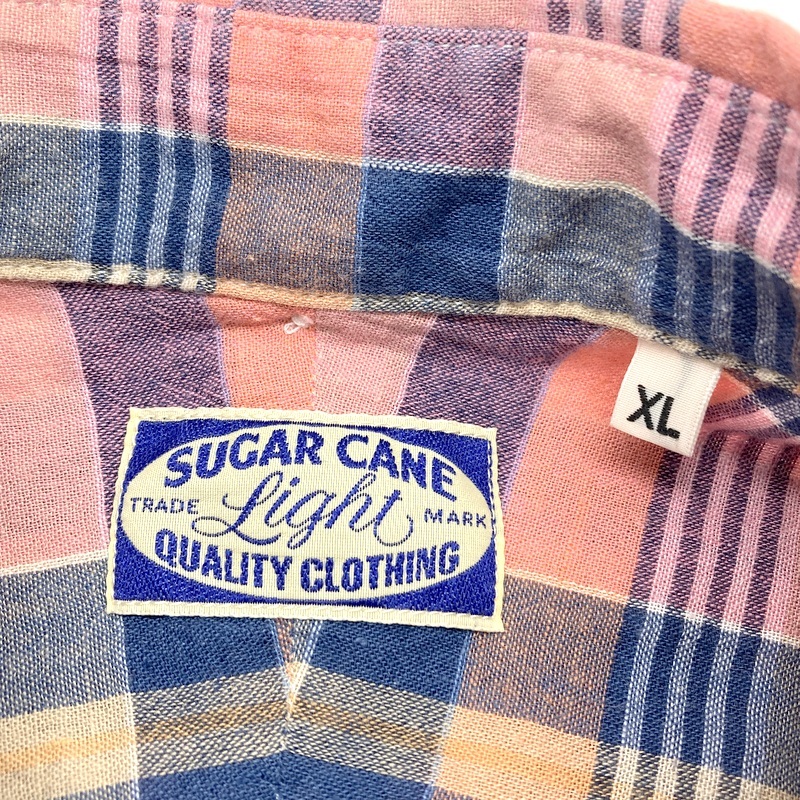 SUGAR CANE
TRADE Light MARK
QUALITY CLOTHING
XL